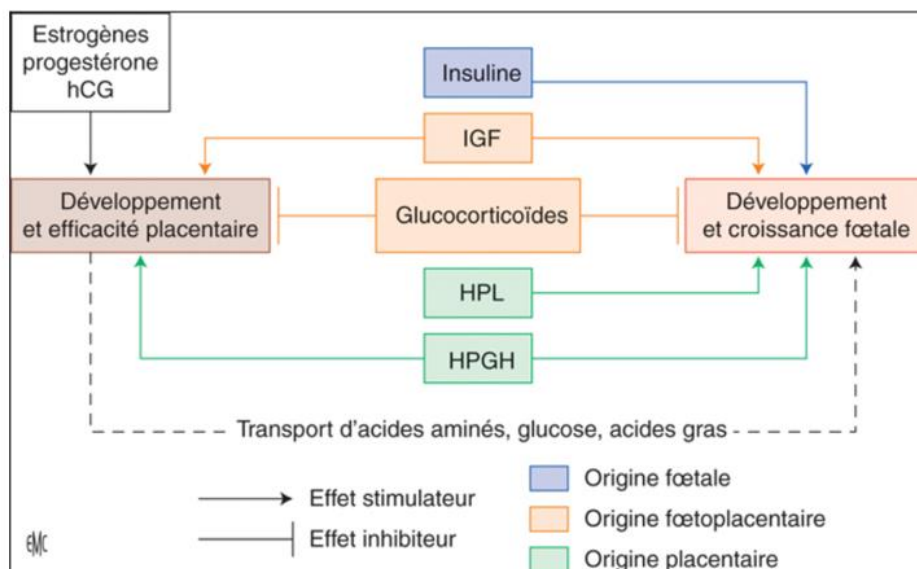 Estrogènes
progestérone
hCG
Insuline
IGF
Développement
et efficacité placentaire
Glucocorticoïdes
Développement
et croissance fœtale
HPL
HPGH
Transport d'acides aminés, glucose, acides gras
Effet stimulateur
Effet inhibiteur
Origine fœtale
Origine fœtoplacentaire
Origine placentaire
EMC